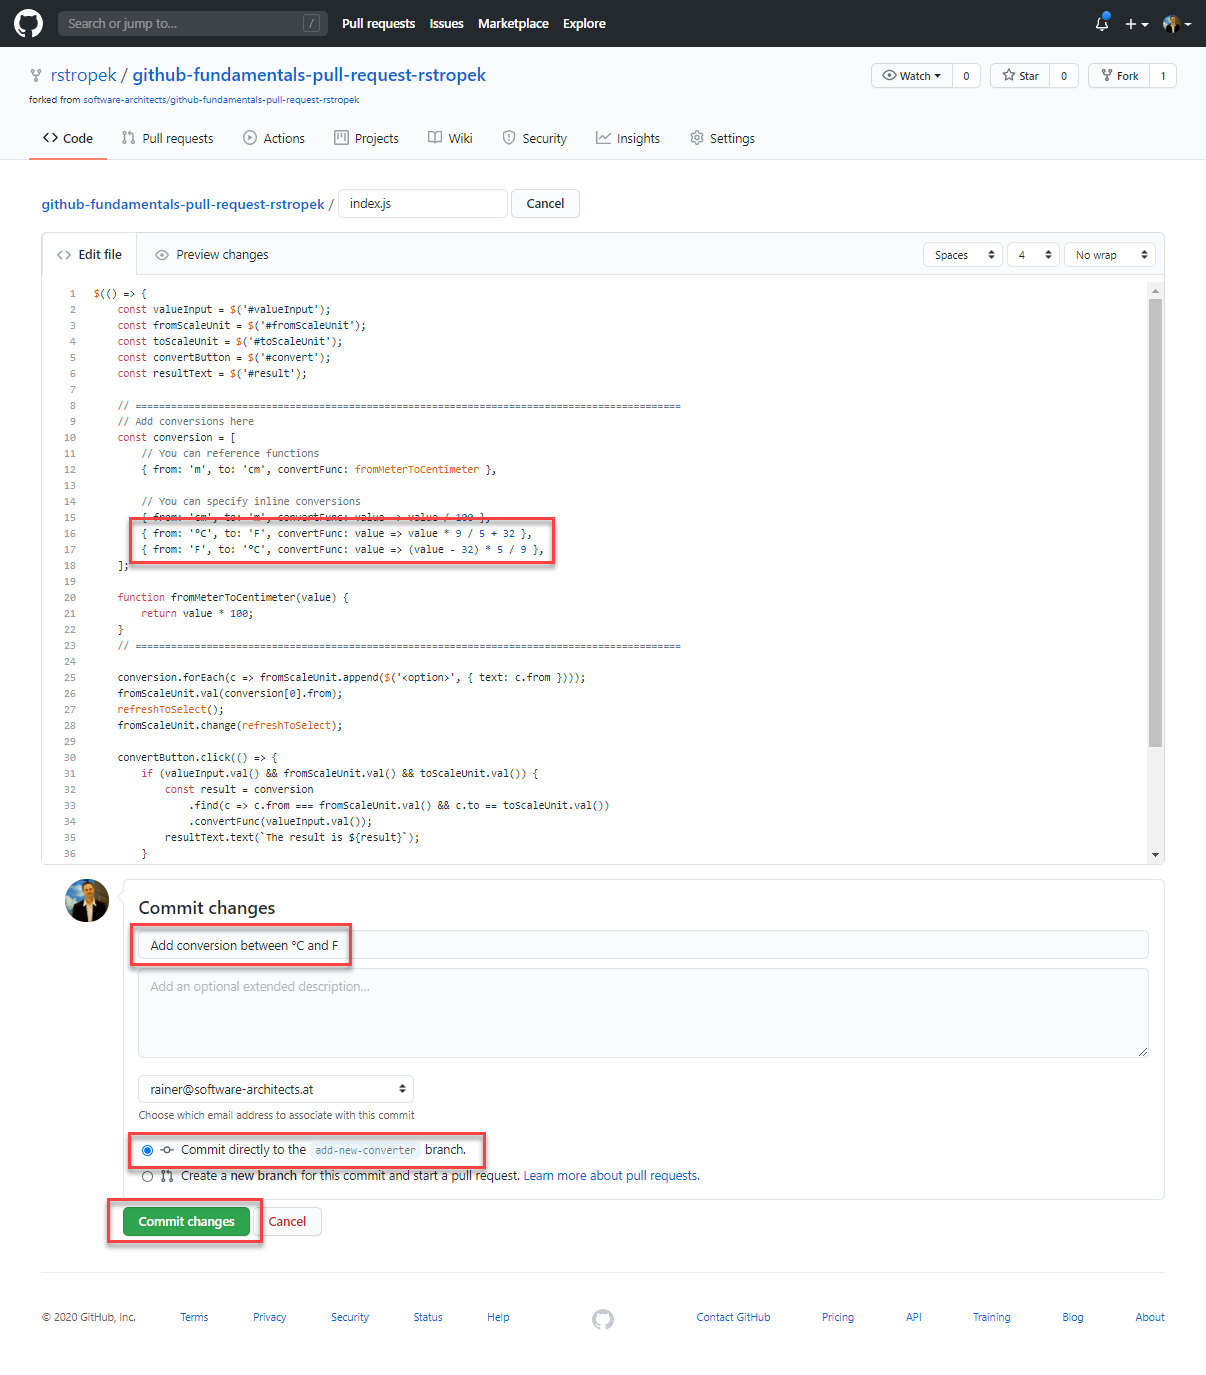 Search or jump to... /
Pull requests Issues Marketplace Explore
rstropek / github-fundamentals-pull-request-rstropek
Watch 0 Star 0 Fork 1
forked from software-architects/github-fundamentals-pull-request-rstropek
Code Pull requests Actions Projects Wiki Security Insights Settings
github-fundamentals-pull-request-rstropek / index.js Cancel
Edit file Preview changes Spaces 4 No wrap
1 $(() => {
2 const valueInput = $('#valueInput');
3 const fromScaleUnit = $('#fromScaleUnit');
4 const toScaleUnit = $('#toScaleUnit');
5 const convertButton = $('#convert');
6 const resultText = $('#result');
7
8 // ============================================================================================
9 // Add conversions here
10 const conversion = [
11 // You can reference functions
12 { from: 'm', to: 'cm', convertFunc: fromMeterToCentimeter },
13
14 // You can specify inline conversions
15 { from: 'cm', to: 'm', convertFunc: value => value / 100 },
16 { from: '°C', to: 'F', convertFunc: value => value * 9 / 5 + 32 },
17 { from: 'F', to: '°C', convertFunc: value => (value - 32) * 5 / 9 },
18 ];
19
20 function fromMeterToCentimeter(value) {
21 return value * 100;
22 }
23 // ============================================================================================
24
25 conversion.forEach(c => fromScaleUnit.append($('<option>', { text: c.from })));
26 fromScaleUnit.val(conversion[0].from);
27 refreshToSelect();
28 fromScaleUnit.change(refreshToSelect);
29
30 convertButton.click(() => {
31 if (valueInput.val() && fromScaleUnit.val() && toScaleUnit.val()) {
32 const result = conversion
33 .find(c => c.from === fromScaleUnit.val() && c.to == toScaleUnit.val())
34 .convertFunc(valueInput.val());
35 resultText.text(`The result is ${result}`);
36 }
Commit changes
Add conversion between °C and F
Add an optional extended description...
rainer@software-architects.at
Choose which email address to associate with this commit
Commit directly to the add-new-converter branch.
Create a new branch for this commit and start a pull request. Learn more about pull requests.
Commit changes Cancel
© 2020 GitHub, Inc. Terms Privacy Security Status Help Contact GitHub Pricing API Training Blog About